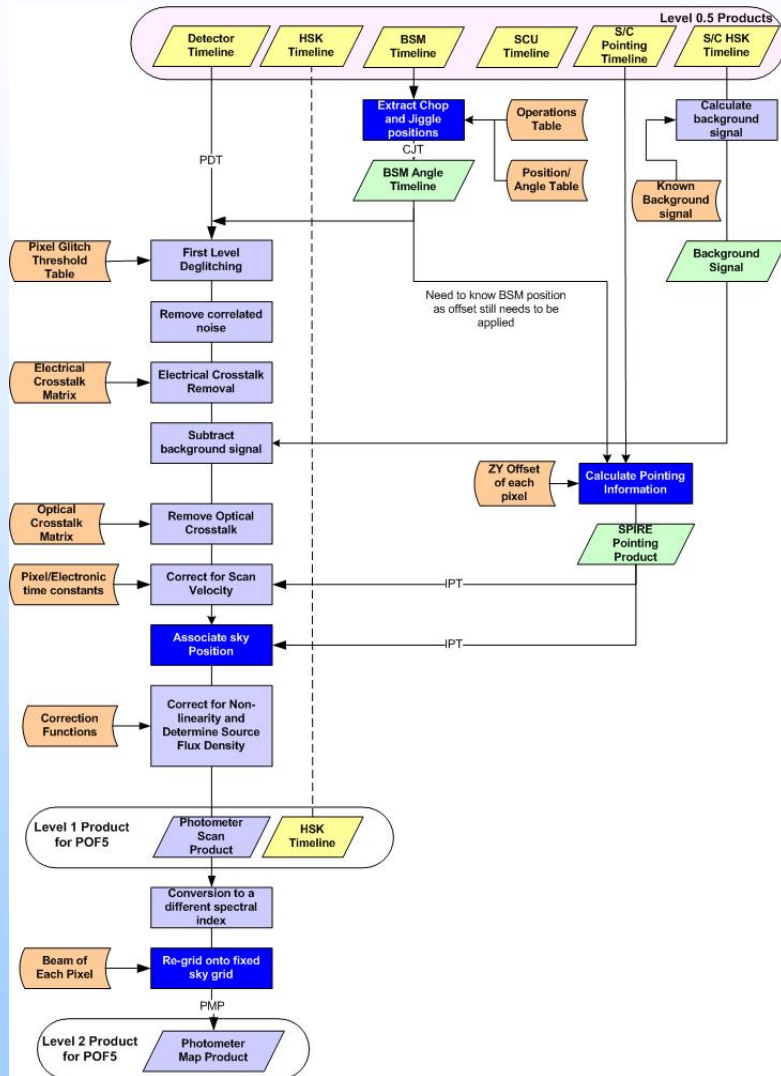 Level 0.5 Products
Detector
Timeline
HSK
Timeline
BSM
Timeline
SCU
Timeline
S/C
Pointing
Timeline
S/C HSK
Timeline
Extract Chop
and Jiggle
positions
Operations
Table
Calculate
background
signal
PDT
CJT
BSM Angle
Timeline
Position/
Angle Table
Known
Background
signal
Pixel Glitch
Threshold
Table
First Level
Deglitching
Background
Signal
Need to know BSM position
as offset still needs to be
applied
Remove correlated
noise
Electrical
Crosstalk
Matrix
Electrical Crosstalk
Removal
Subtract
background signal
ZY Offset
of each
pixel
Calculate Pointing
Information
Optical
Crosstalk
Matrix
Remove Optical
Crosstalk
SPIRE
Pointing
Product
Pixel/Electronic
time constants
Correct for Scan
Velocity
IPT
Associate sky
Position
IPT
Correction
Functions
Correct for Non-
linearity and
Determine Source
Flux Density
Level 1 Product
for POF5
Photometer
Scan
Product
HSK
Timeline
Conversion to a
different spectral
index
Beam of
Each Pixel
Re-grid onto fixed
sky grid
PMP
Level 2 Product
for POF5
Photometer
Map Product